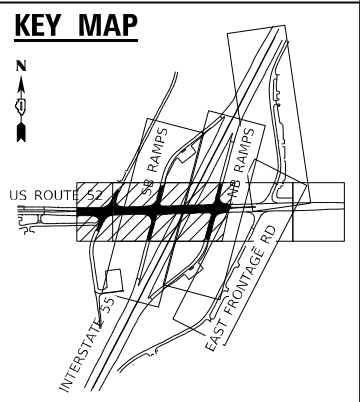 KEY MAP
N
US ROUTE 52
SB RAMPS
NB RAMPS
INTERSTATE 55
EAST FRONTAGE RD